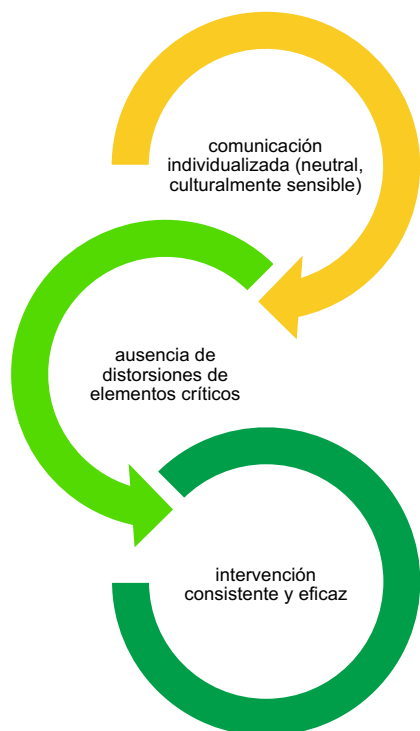 comunicación
individualizada (neutral,
culturalmente sensible)
ausencia de
distorsiones de
elementos críticos
intervención
consistente y eficaz